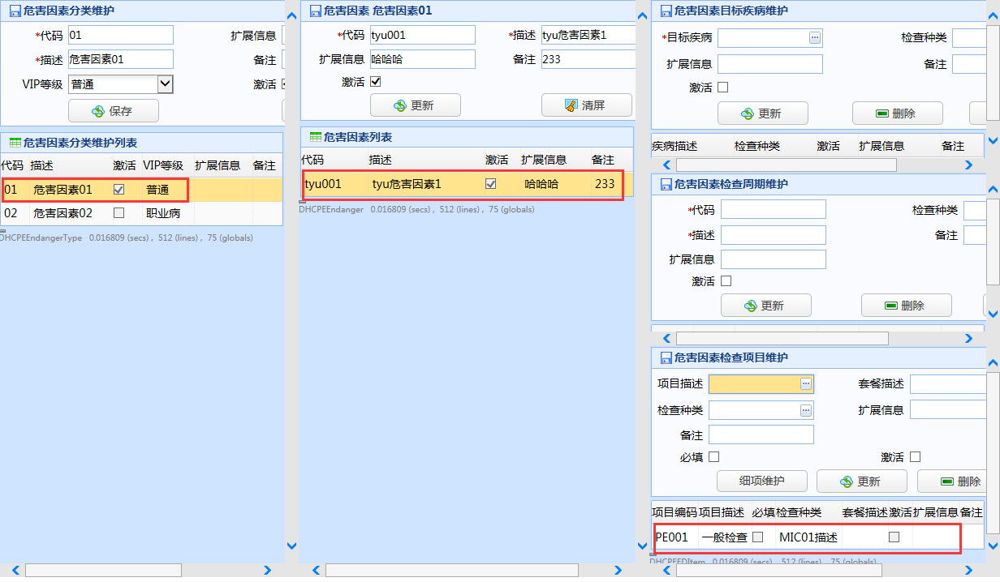 危害因素分类维护
*代码 01 扩展信息
*描述 危害因素01 备注
VIP等级 普通 激活
保存
危害因素分类维护列表
代码 描述 激活 VIP等级 扩展信息 备注
01 危害因素01 普通
02 危害因素02 职业病
DHCPEEndangerType 0.016809 (secs) , 512 (lines) , 75 (globals)
危害因素 危害因素01
*代码 tyu001 *描述 tyu危害因素1
扩展信息 哈哈哈 备注 233
激活
更新 清屏
危害因素列表
代码 描述 激活 扩展信息 备注
tyu001 tyu危害因素1 哈哈哈 233
DHCPEEndanger 0.016809 (secs) , 512 (lines) , 75 (globals)
危害因素目标疾病维护
*目标疾病 检查种类
扩展信息 备注
激活
更新 删除
疾病描述 检查种类 激活 扩展信息 备注
危害因素检查周期维护
*代码 检查种类
*描述 备注
扩展信息
激活
更新 删除
危害因素检查项目维护
项目描述 套餐描述
检查种类 扩展信息
备注
必填 激活
细项维护 更新 删除
项目编码 项目描述 必填 检查种类 套餐描述 激活 扩展信息 备注
PE001 一般检查 MIC01描述
DHCPEEDItem 0.016809 (secs) , 512 (lines) , 75 (globals)